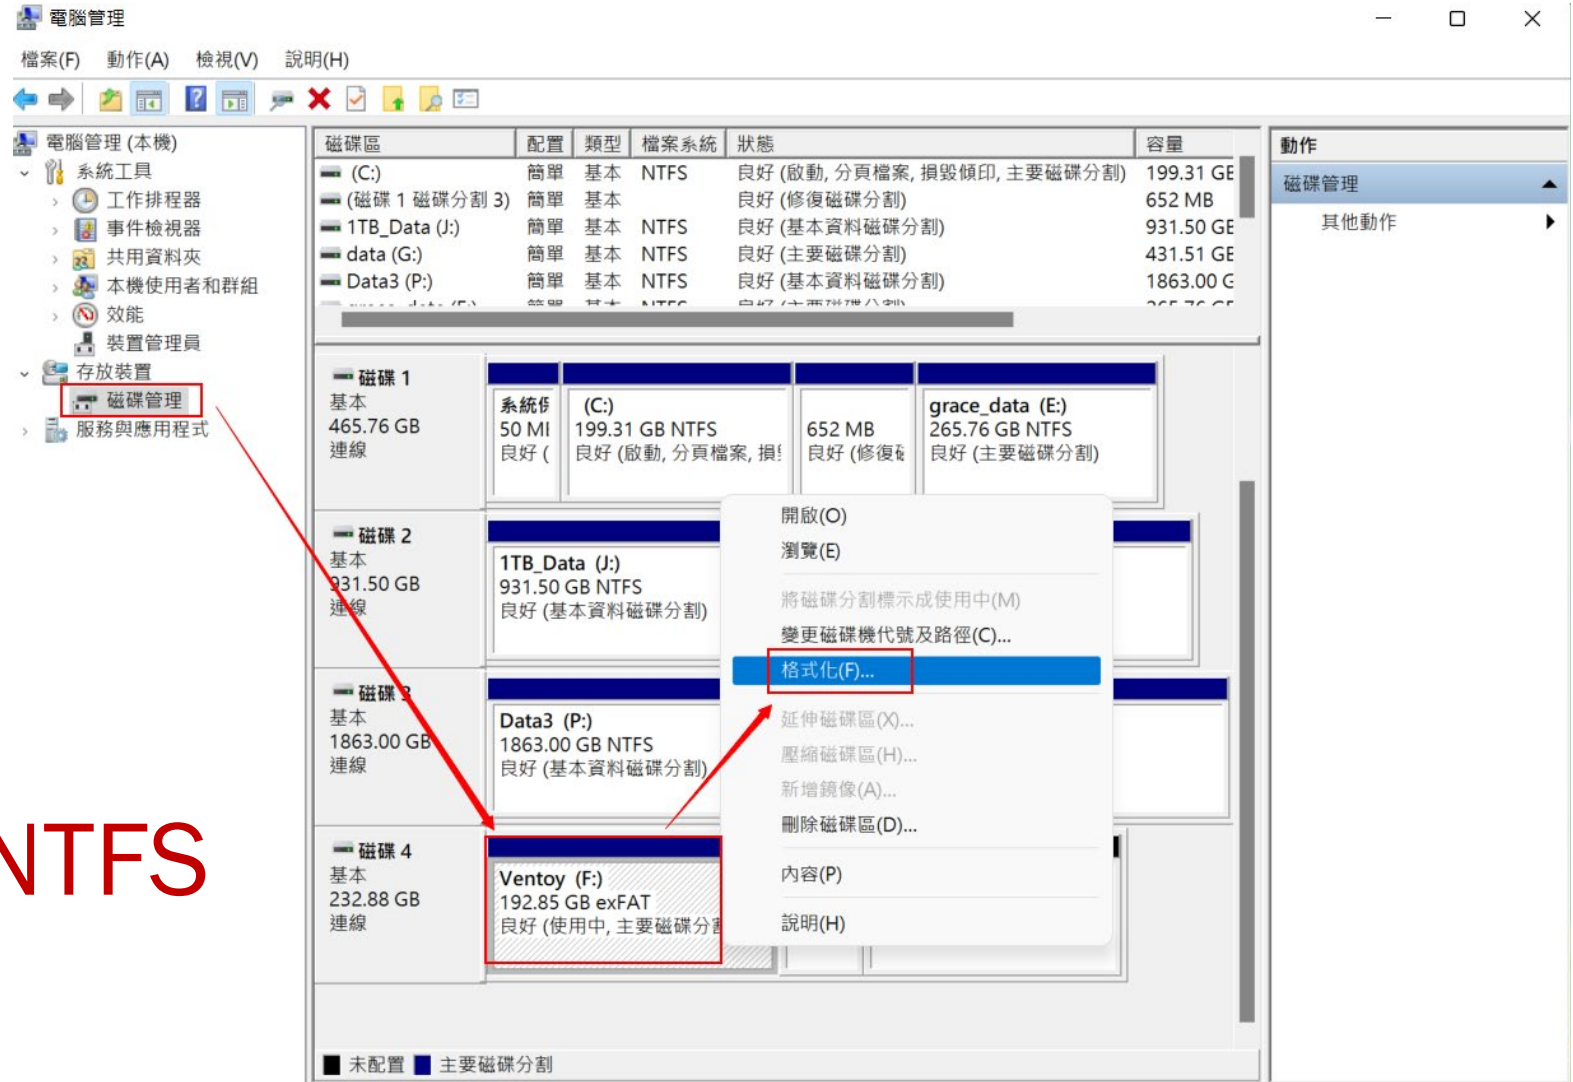 電腦管理
檔案(F) 動作(A) 檢視(V) 說明(H)
電腦管理 (本機)
系統工具
工作排程器
事件檢視器
共用資料夾
本機使用者和群組
效能
裝置管理員
存放裝置
磁碟管理
服務與應用程式
磁碟區 配置 類型 檔案系統 狀態 容量
(C:) 簡單 基本 NTFS 良好 (啟動, 分頁檔案, 損毀傾印, 主要磁碟分割) 199.31 GE
(磁碟 1 磁碟分割 3) 簡單 基本 良好 (修復磁碟分割) 652 MB
1TB_Data (J:) 簡單 基本 NTFS 良好 (基本資料磁碟分割) 931.50 GE
data (G:) 簡單 基本 NTFS 良好 (主要磁碟分割) 431.51 GE
Data3 (P:) 簡單 基本 NTFS 良好 (基本資料磁碟分割) 1863.00 G
動作
磁碟管理
其他動作
磁碟 1
基本
465.76 GB
連線
系統
50 M
良好 (
(C:)
199.31 GB NTFS
良好 (啟動, 分頁檔案, 損
652 MB
良好 (修復
grace_data (E:)
265.76 GB NTFS
良好 (主要磁碟分割)
磁碟 2
基本
931.50 GB
連線
1TB_Data (J:)
931.50 GB NTFS
良好 (基本資料磁碟分割)
磁碟 3
基本
1863.00 GB
連線
Data3 (P:)
1863.00 GB NTFS
良好 (基本資料磁碟分割)
磁碟 4
基本
232.88 GB
連線
Ventoy (F:)
192.85 GB exFAT
良好 (使用中, 主要磁碟分
開啟(O)
瀏覽(E)
將磁碟分割標示成使用中(M)
變更磁碟機代號及路徑(C)...
格式化(F)...
延伸磁碟區(X)...
壓縮磁碟區(H)...
新增鏡像(A)...
刪除磁碟區(D)...
內容(P)
說明(H)
NTFS
未配置 主要磁碟分割